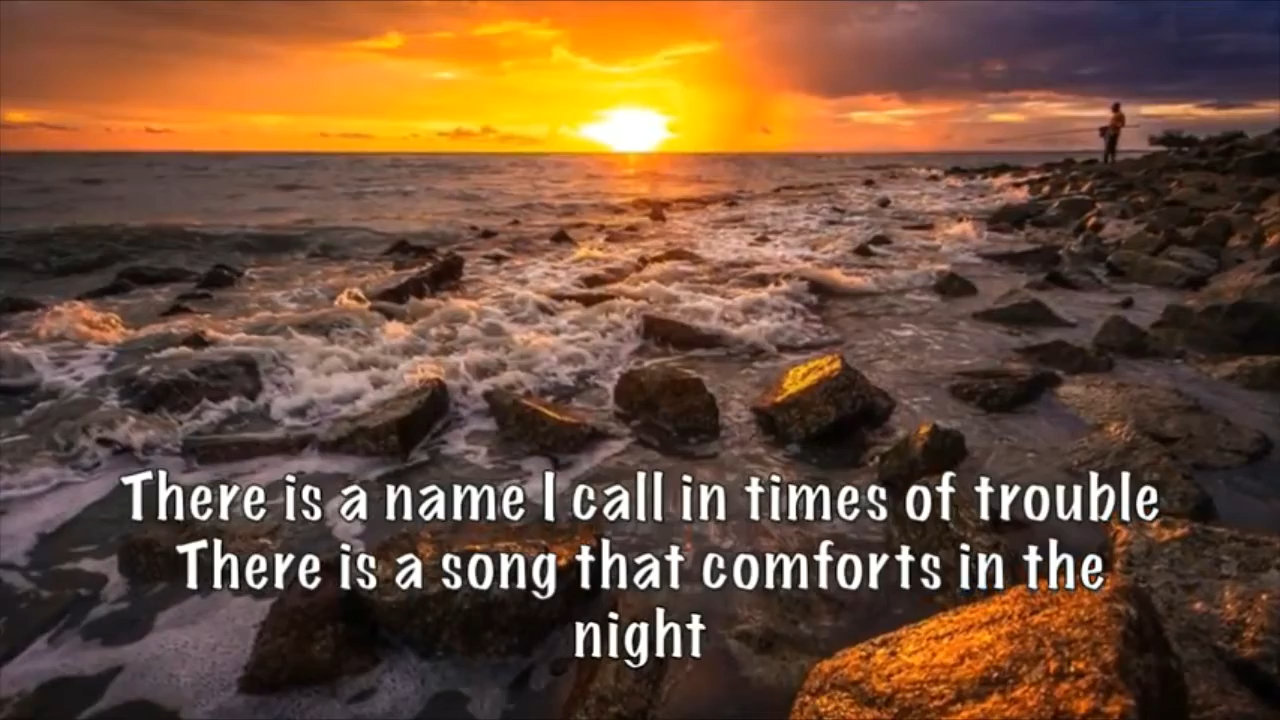 There is a name I call in times of trouble
There is a song that comforts in the
night